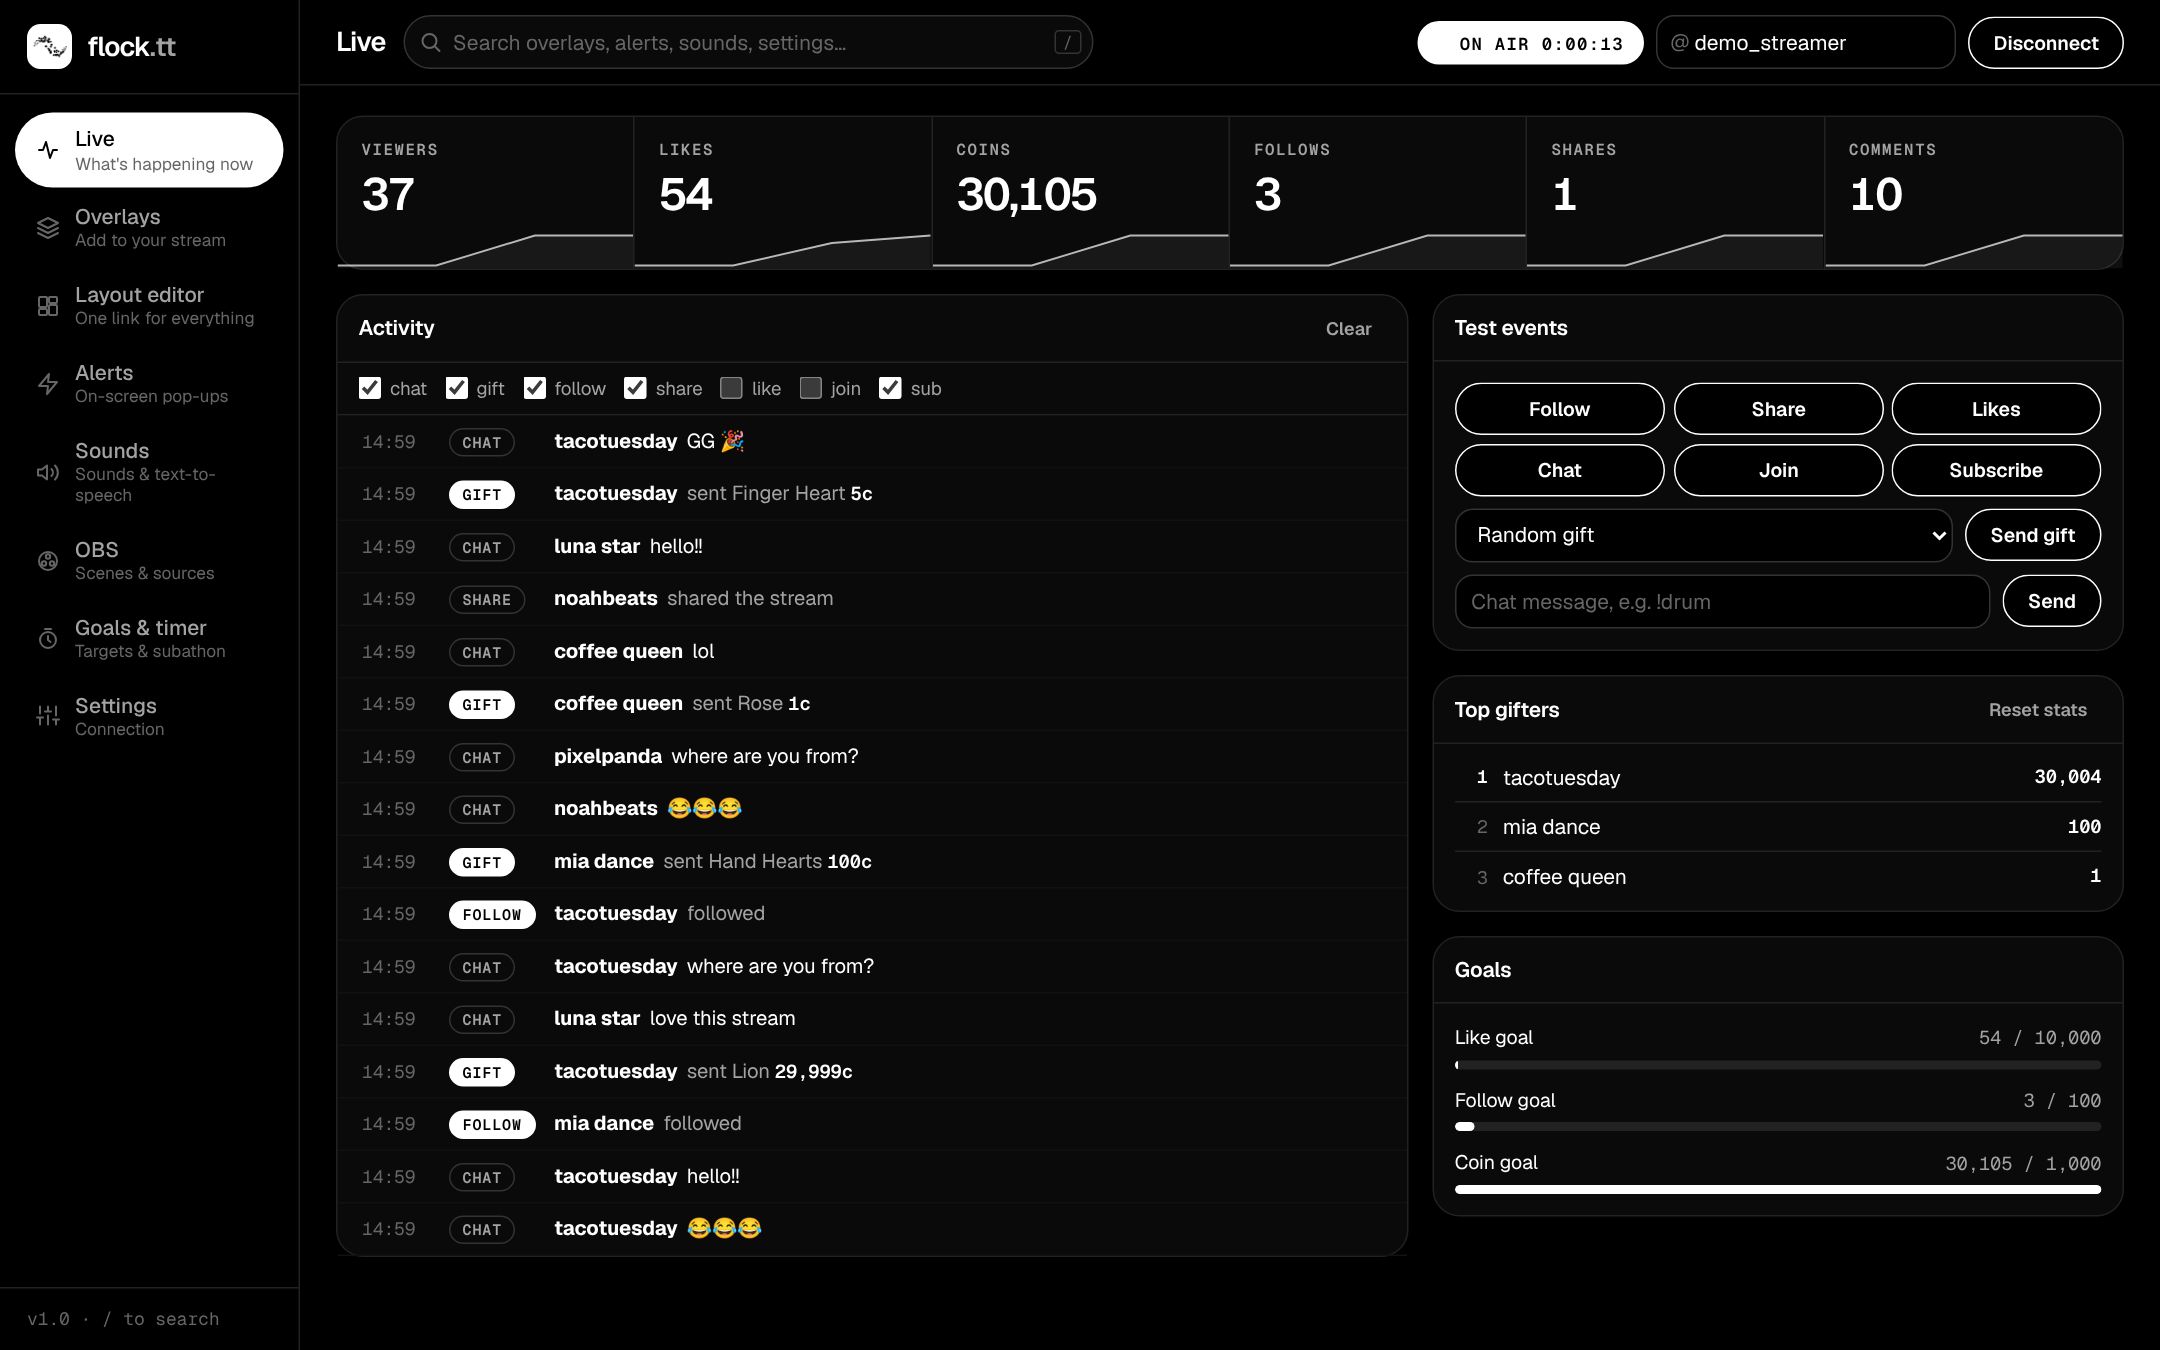 flock.tt
Live
What's happening now
Overlays
Add to your stream
Layout editor
One link for everything
Alerts
On-screen pop-ups
Sounds
Sounds & text-to-
speech
OBS
Scenes & sources
Goals & timer
Targets & subathon
Settings
Connection
v1.0 · / to search
Live
Search overlays, alerts, sounds, settings...
/
ON AIR 0:00:13
@ demo_streamer
Disconnect
VIEWERS
37
LIKES
54
COINS
30,105
FOLLOWS
3
SHARES
1
COMMENTS
10
Activity
Clear
chat gift follow share like join sub
14:59 CHAT tacotuesday GG 🎉
14:59 GIFT tacotuesday sent Finger Heart 5c
14:59 CHAT luna star hello!!
14:59 SHARE noahbeats shared the stream
14:59 CHAT coffee queen lol
14:59 GIFT coffee queen sent Rose 1c
14:59 CHAT pixelpanda where are you from?
14:59 CHAT noahbeats 😂😂😂
14:59 GIFT mia dance sent Hand Hearts 100c
14:59 FOLLOW tacotuesday followed
14:59 CHAT tacotuesday where are you from?
14:59 CHAT luna star love this stream
14:59 GIFT tacotuesday sent Lion 29,999c
14:59 FOLLOW mia dance followed
14:59 CHAT tacotuesday hello!!
14:59 CHAT tacotuesday 😂😂😂
Test events
Follow Share Likes
Chat Join Subscribe
Random gift Send gift
Chat message, e.g. !drum Send
Top gifters
Reset stats
1 tacotuesday 30,004
2 mia dance 100
3 coffee queen 1
Goals
Like goal 54 / 10,000
Follow goal 3 / 100
Coin goal 30,105 / 1,000